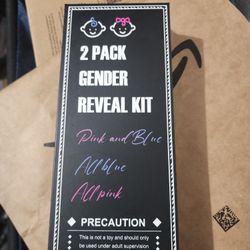 2 PACK
GENDER
REVEAL KIT
Pink and Blue
All blue
All pink
PRECAUTION
This is not a toy and should only
be used under adult supervision